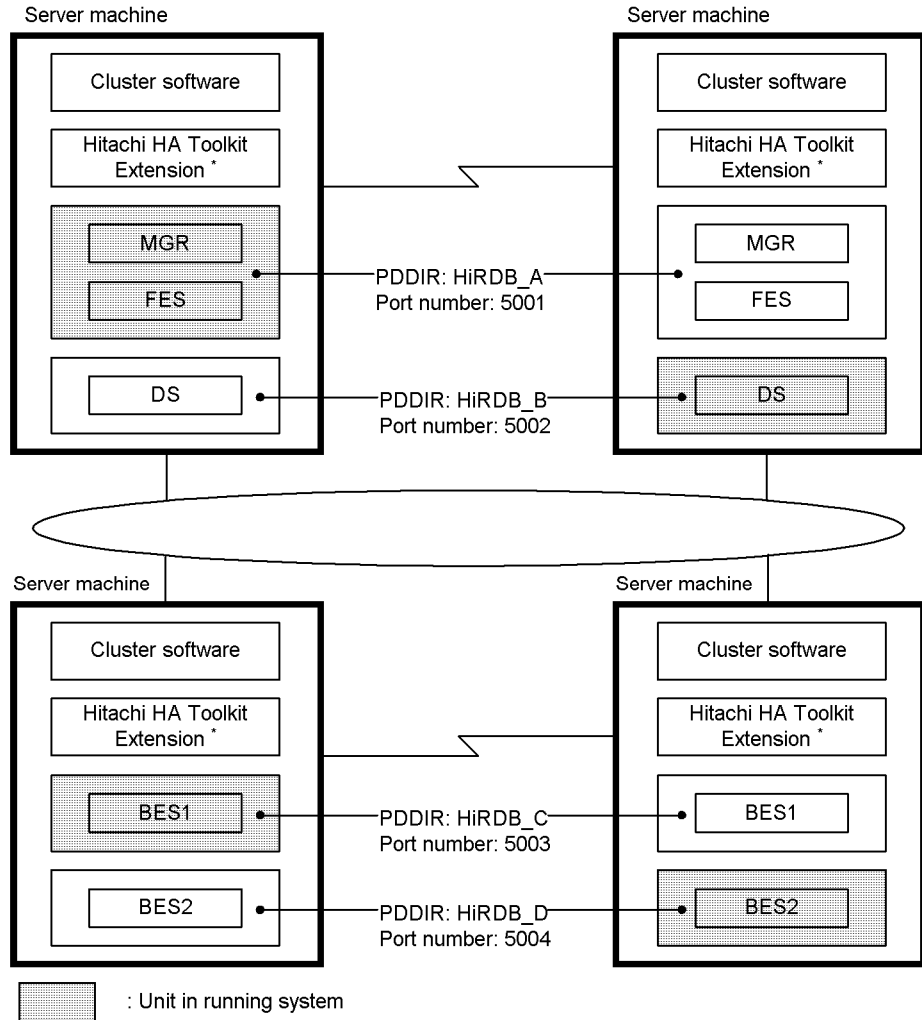 Server machine
Server machine
Cluster software
Cluster software
Hitachi HA Toolkit
Extension *
Hitachi HA Toolkit
Extension *
MGR
FES
PDDIR: HiRDB_A
Port number: 5001
MGR
FES
DS
PDDIR: HiRDB_B
Port number: 5002
DS
Server machine
Server machine
Cluster software
Cluster software
Hitachi HA Toolkit
Extension *
Hitachi HA Toolkit
Extension *
BES1
PDDIR: HiRDB_C
Port number: 5003
BES1
BES2
PDDIR: HiRDB_D
Port number: 5004
BES2
: Unit in running system